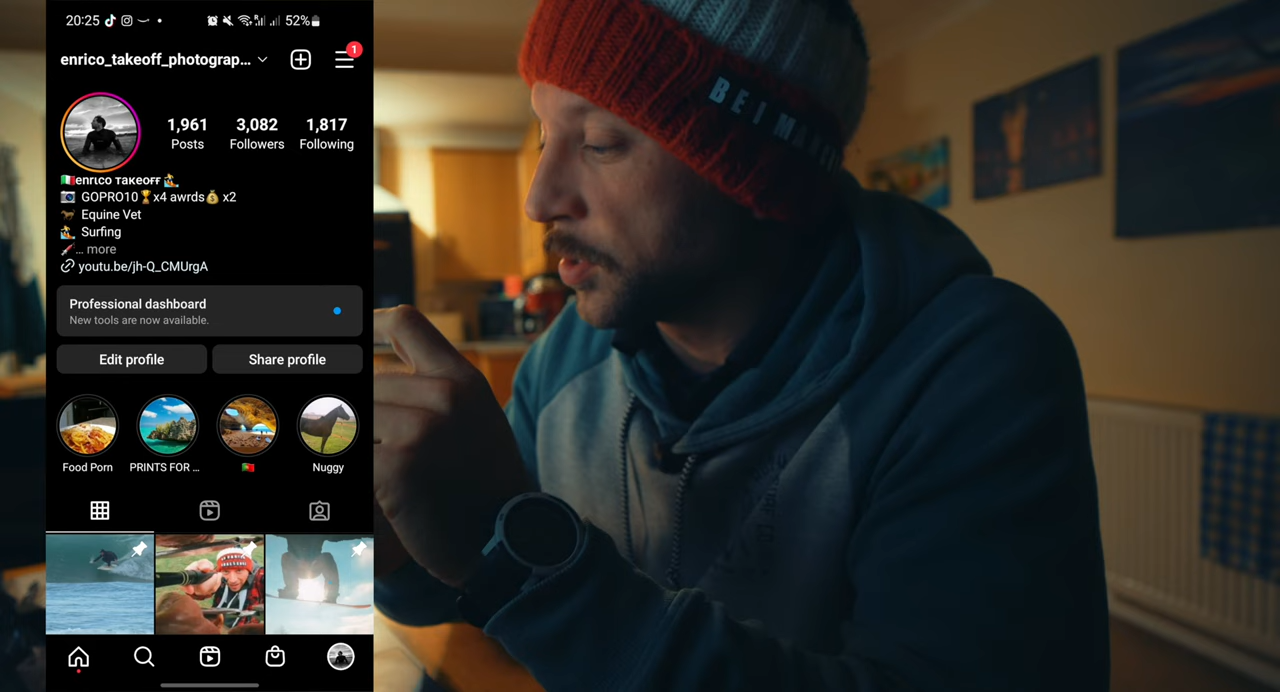 20:25
52%
enrico_takeoff_photograp...
1
1,961
Posts
3,082
Followers
1,817
Following
enrico takeoff
GOPRO10🏆x4 awrds💰 x2
Equine Vet
Surfing
... more
youtu.be/jh-Q_CMUrgA
Professional dashboard
New tools are now available.
Edit profile
Share profile
Food Porn
PRINTS FOR ...
Nuggy